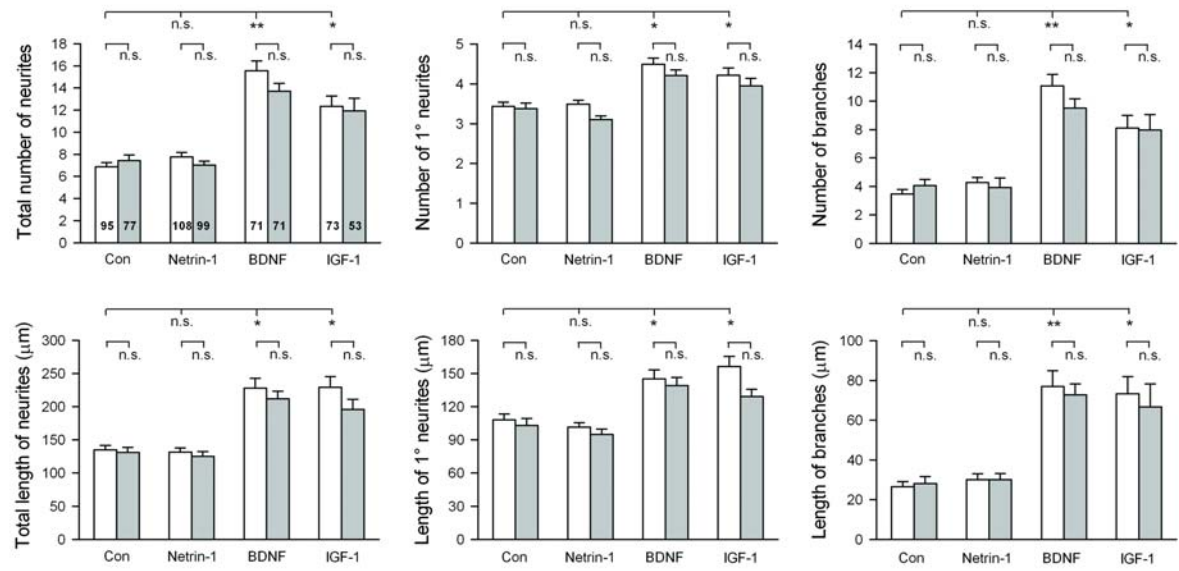 n.s. ** *
n.s. n.s. n.s. n.s.
Total number of neurites
18
16
14
12
10
8
6
4
2
0
95 77 108 99 71 71 73 53
Con Netrin-1 BDNF IGF-1
n.s. * *
n.s. n.s. n.s. n.s.
Number of 1° neurites
5
4
3
2
1
0
Con Netrin-1 BDNF IGF-1
n.s. ** *
n.s. n.s. n.s. n.s.
Number of branches
14
12
10
8
6
4
2
0
Con Netrin-1 BDNF IGF-1
n.s. * *
n.s. n.s. n.s. n.s.
Total length of neurites (μm)
300
250
200
150
100
50
0
Con Netrin-1 BDNF IGF-1
n.s. * *
n.s. n.s. n.s. n.s.
Length of 1° neurites (μm)
180
150
120
90
60
30
0
Con Netrin-1 BDNF IGF-1
n.s. ** *
n.s. n.s. n.s. n.s.
Length of branches (μm)
100
80
60
40
20
0
Con Netrin-1 BDNF IGF-1